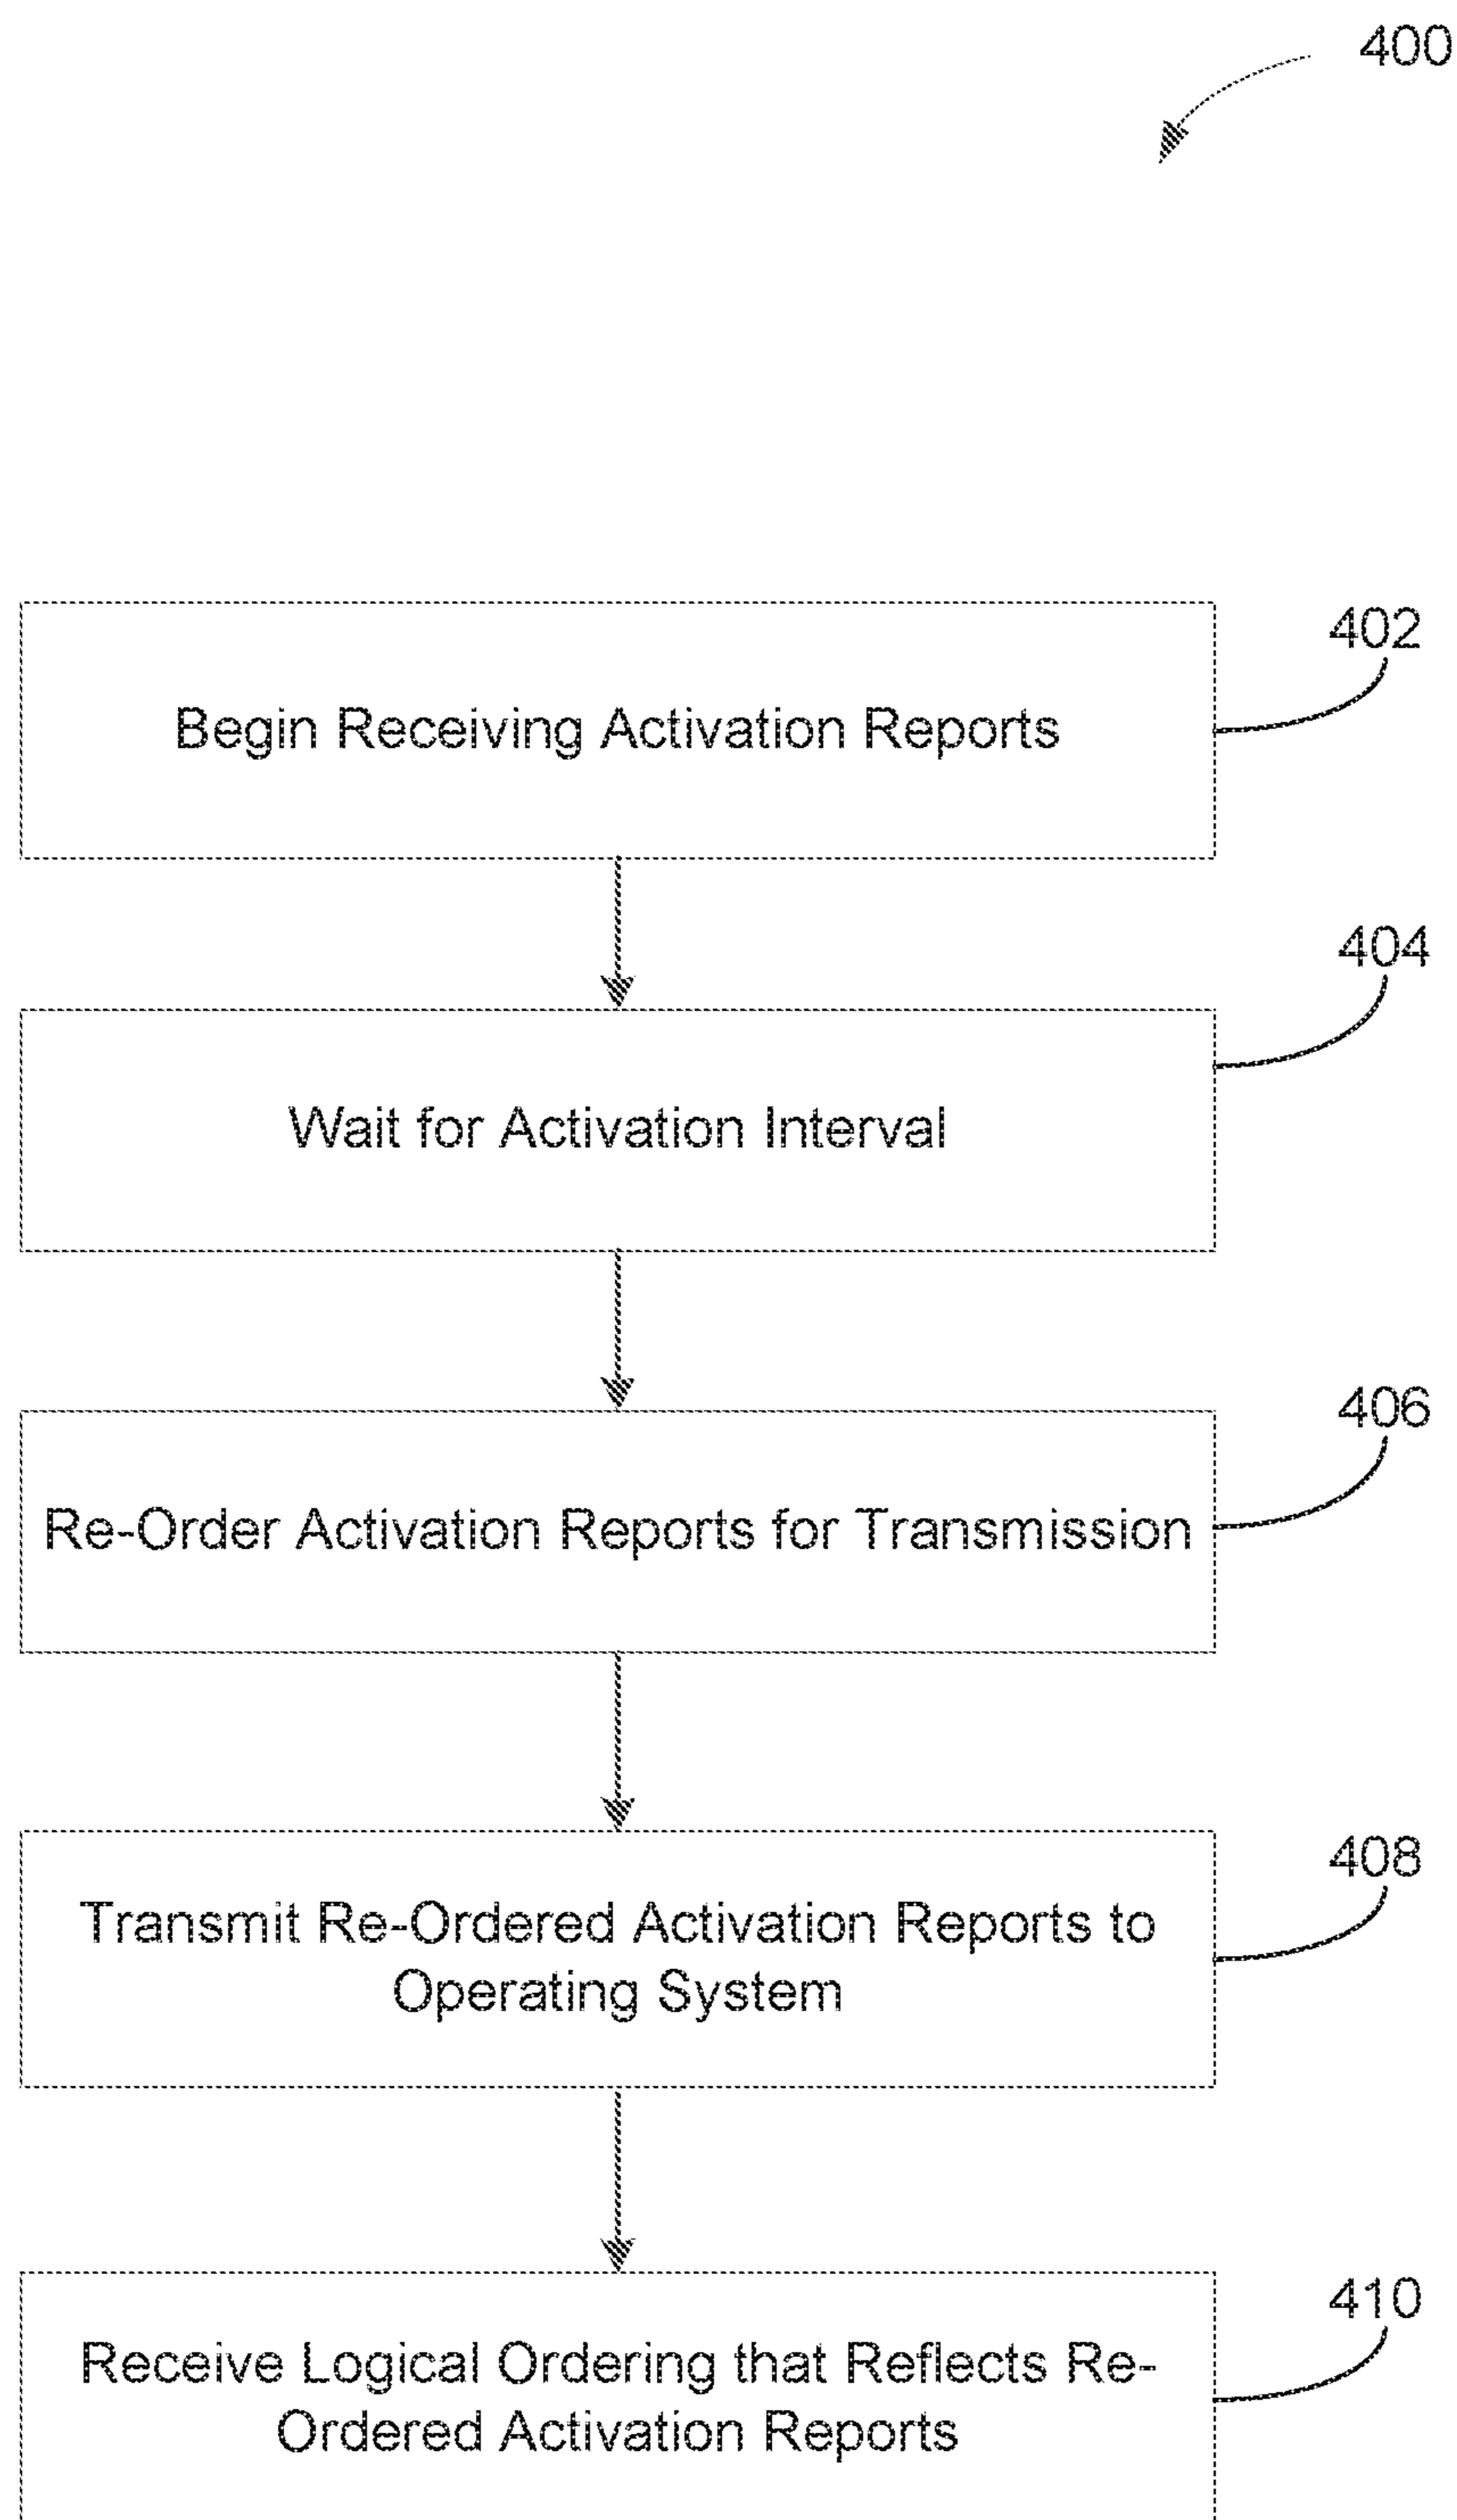 400
402
Begin Receiving Activation Reports
404
Wait for Activation Interval
406
Re-Order Activation Reports for Transmission
408
Transmit Re-Ordered Activation Reports to
Operating System
410
Receive Logical Ordering that Reflects Re-
Ordered Activation Reports